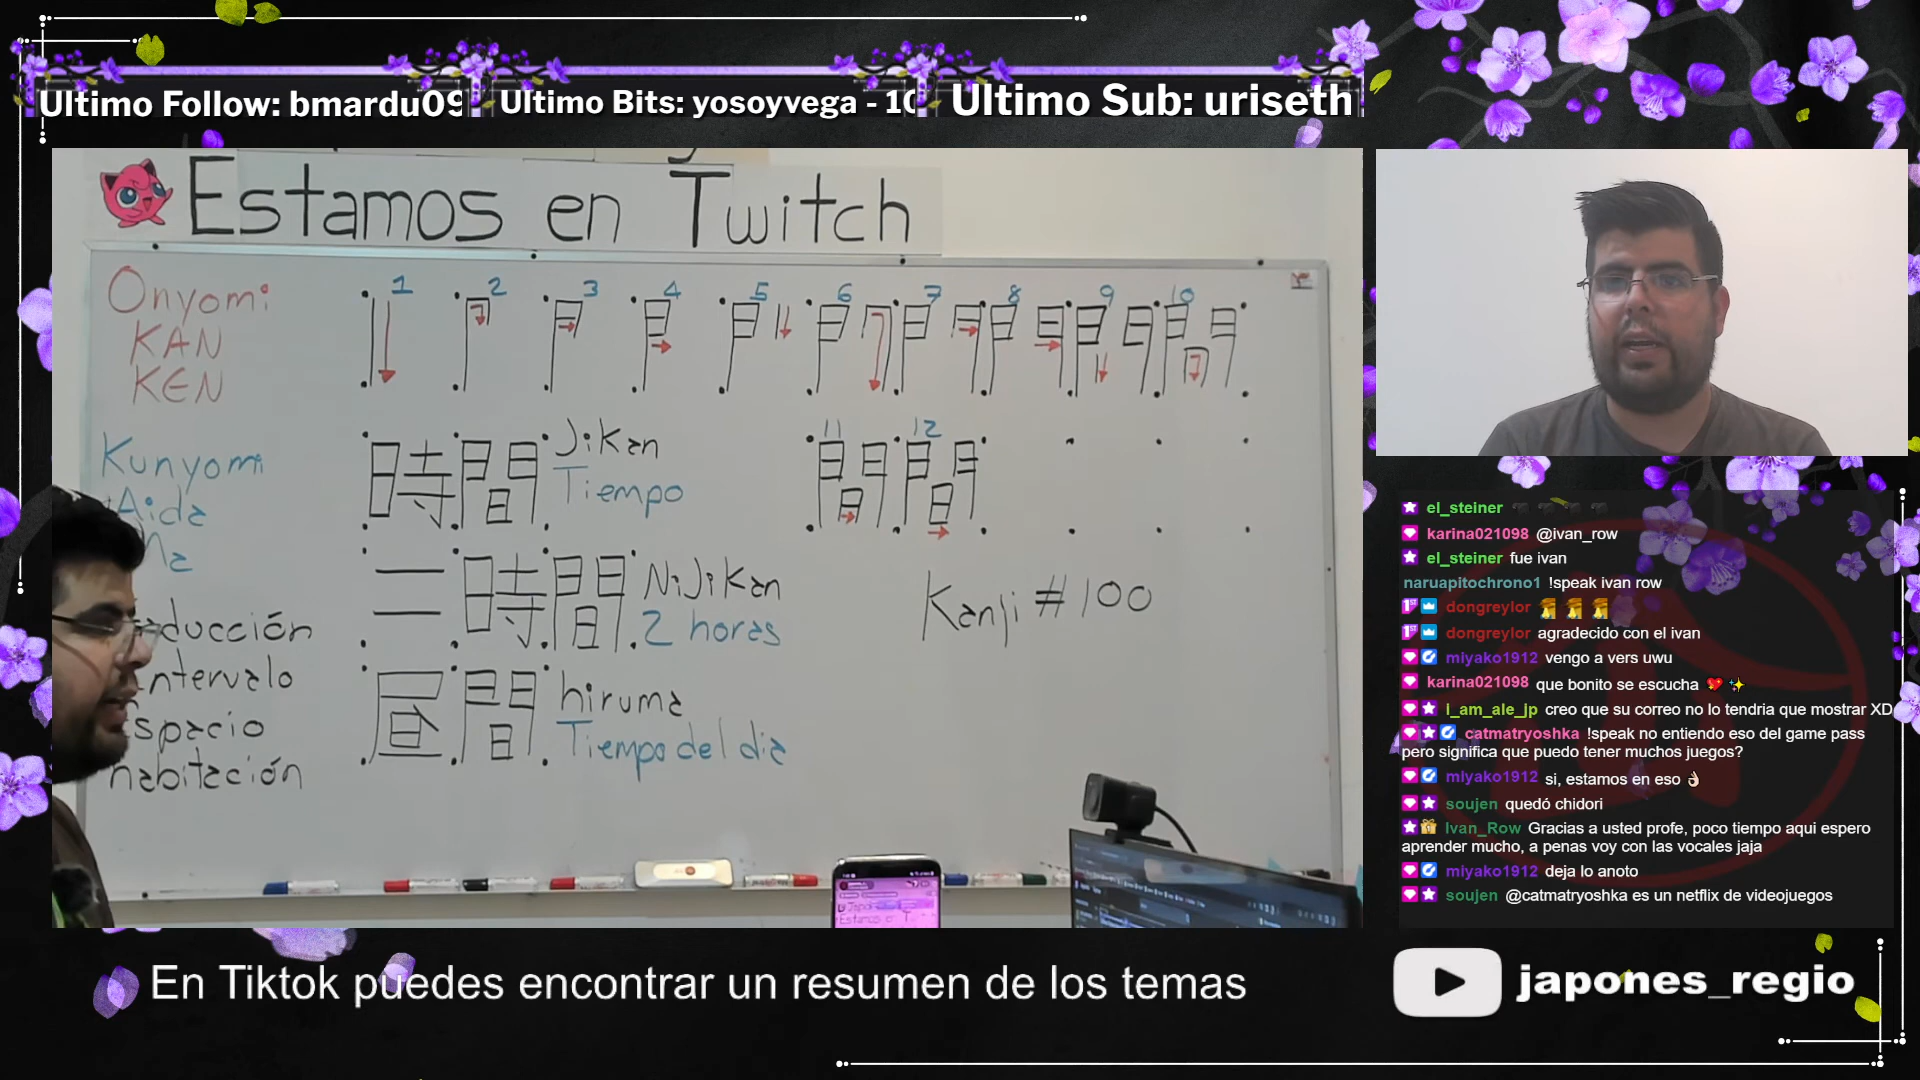 Ultimo Follow: bmardu09
Ultimo Bits: yosoyvega - 10
Ultimo Sub: uriseth
Estamos en Twitch
Onyomi
KAN
KEN
1 2 3 4 5 6 7 8 9 10
Kunyomi
Aida
Ma
時間 Jikan
Tiempo
二時間 NiJiKan
2 horas
昼間 hiruma
Tiempo del dia
11 12
Kanji #100
aducción
Intervalo
espacio
habitación
el_steiner
karina021098 @ivan_row
el_steiner fue ivan
naruapitochrono1 !speak ivan row
dongreylor
dongreylor agradecido con el ivan
miyako1912 vengo a vers uwu
karina021098 que bonito se escucha 💖 ✨
i_am_ale_jp creo que su correo no lo tendria que mostrar XD
catmatryoshka !speak no entiendo eso del game pass
pero significa que puedo tener muchos juegos?
miyako1912 si, estamos en eso 👌🏻
soujen quedó chidori
Ivan_Row Gracias a usted profe, poco tiempo aqui espero
aprender mucho, a penas voy con las vocales jaja
miyako1912 deja lo anoto
soujen @catmatryoshka es un netflix de videojuegos
En Tiktok puedes encontrar un resumen de los temas
japones_regio